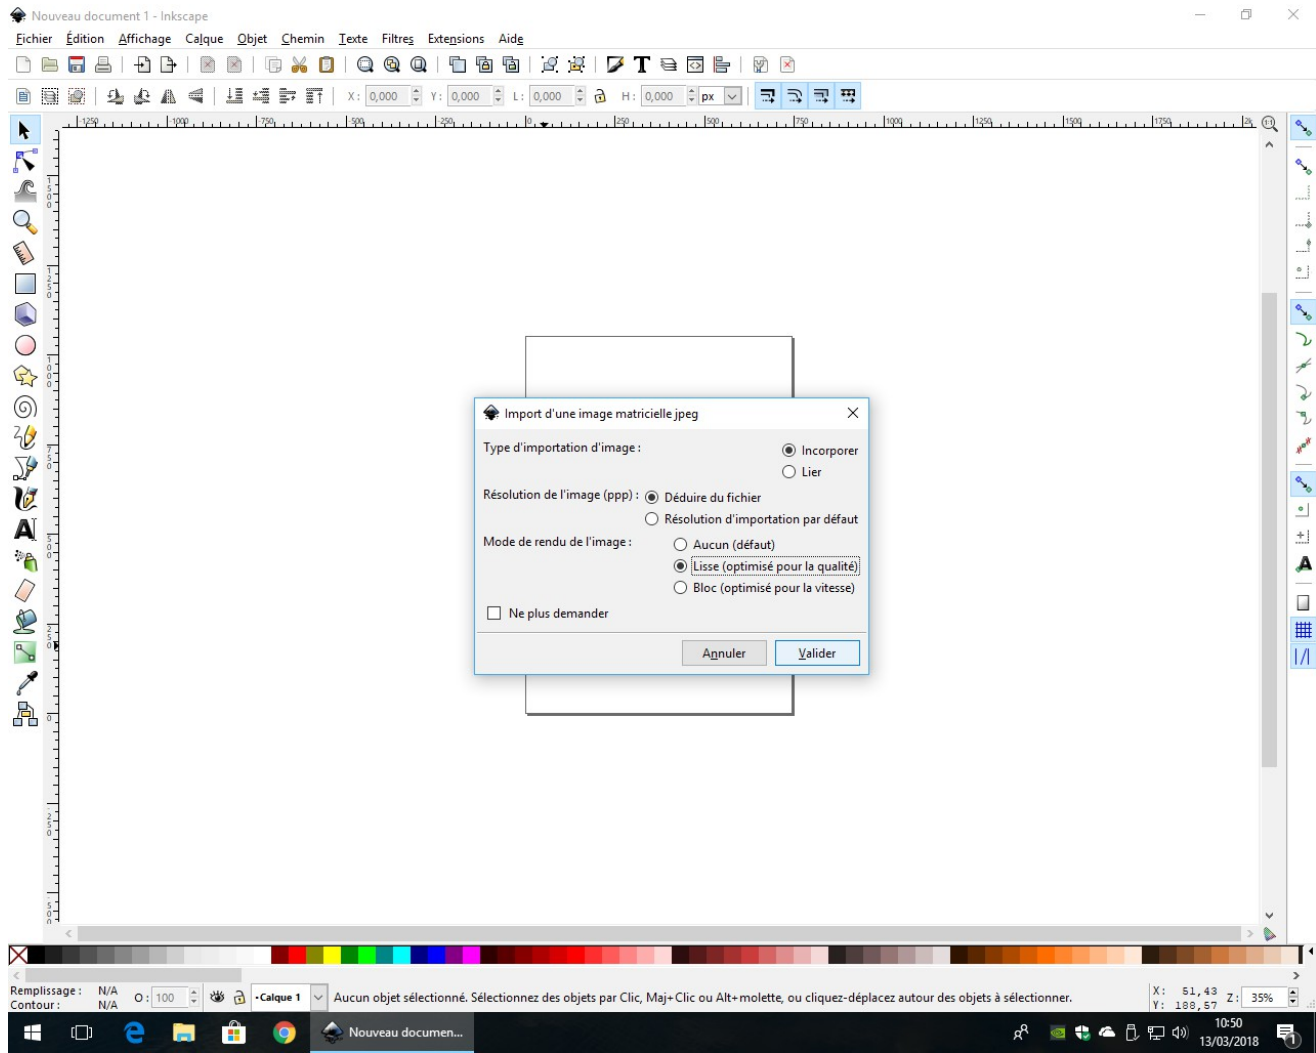 Nouveau document 1 - Inkscape
Fichier Édition Affichage Calque Objet Chemin Texte Filtres Extensions Aide
X: 0,000 Y: 0,000 L: 0,000 H: 0,000 px
Import d'une image matricielle jpeg
Type d'importation d'image :
Incorporer
Lier
Résolution de l'image (ppp) :
Déduire du fichier
Résolution d'importation par défaut
Mode de rendu de l'image :
Aucun (défaut)
Lisse (optimisé pour la qualité)
Bloc (optimisé pour la vitesse)
Ne plus demander
Annuler Valider
Remplissage : N/A
Contour : N/A
O: 100
•Calque 1
Aucun objet sélectionné. Sélectionnez des objets par Clic, Maj+Clic ou Alt+molette, ou cliquez-déplacez autour des objets à sélectionner.
X: 51,43
Y: 188,57
Z: 35%
Nouveau documen...
10:50
13/03/2018